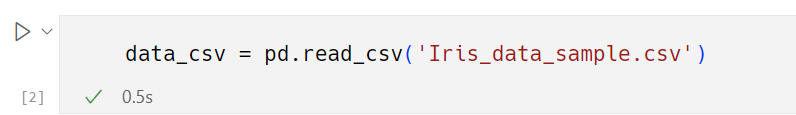 data_csv = pd.read_csv('Iris_data_sample.csv')
[2]
0.5s